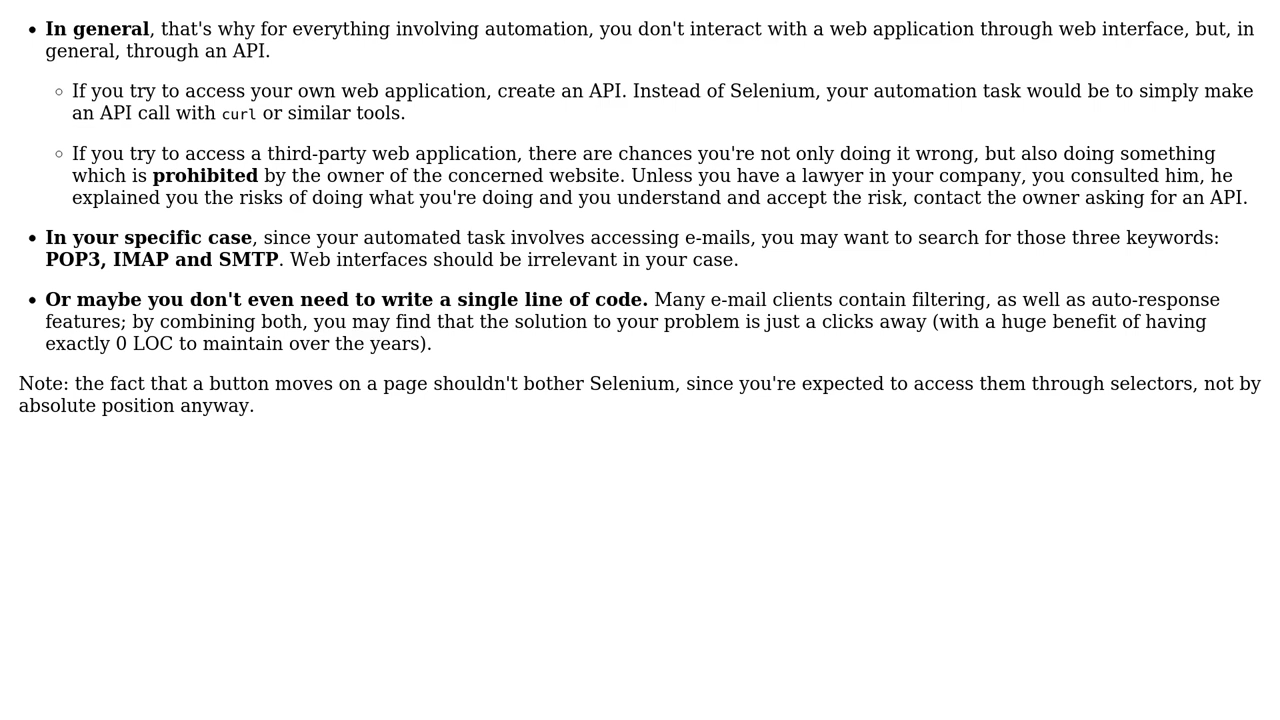 In general, that's why for everything involving automation, you don't interact with a web application through web interface, but, in
general, through an API.
If you try to access your own web application, create an API. Instead of Selenium, your automation task would be to simply make
an API call with curl or similar tools.
If you try to access a third-party web application, there are chances you're not only doing it wrong, but also doing something
which is prohibited by the owner of the concerned website. Unless you have a lawyer in your company, you consulted him, he
explained you the risks of doing what you're doing and you understand and accept the risk, contact the owner asking for an API.
In your specific case, since your automated task involves accessing e-mails, you may want to search for those three keywords:
POP3, IMAP and SMTP. Web interfaces should be irrelevant in your case.
Or maybe you don't even need to write a single line of code. Many e-mail clients contain filtering, as well as auto-response
features; by combining both, you may find that the solution to your problem is just a clicks away (with a huge benefit of having
exactly 0 LOC to maintain over the years).
Note: the fact that a button moves on a page shouldn't bother Selenium, since you're expected to access them through selectors, not by
absolute position anyway.